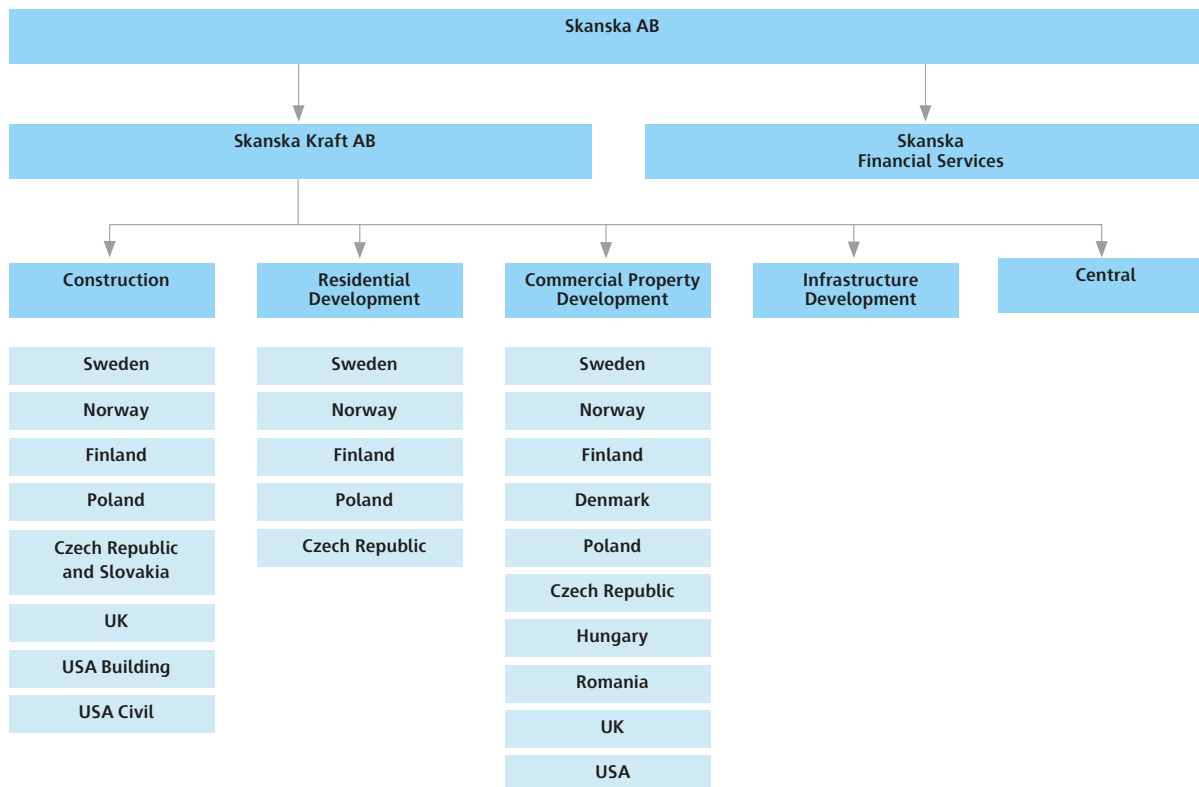 Skanska AB
Skanska Kraft AB
Skanska
Financial Services
Construction
Residential
Development
Commercial Property
Development
Infrastructure
Development
Central
Sweden
Norway
Finland
Poland
Czech Republic
and Slovakia
UK
USA Building
USA Civil
Sweden
Norway
Finland
Poland
Czech Republic
Sweden
Norway
Finland
Denmark
Poland
Czech Republic
Hungary
Romania
UK
USA